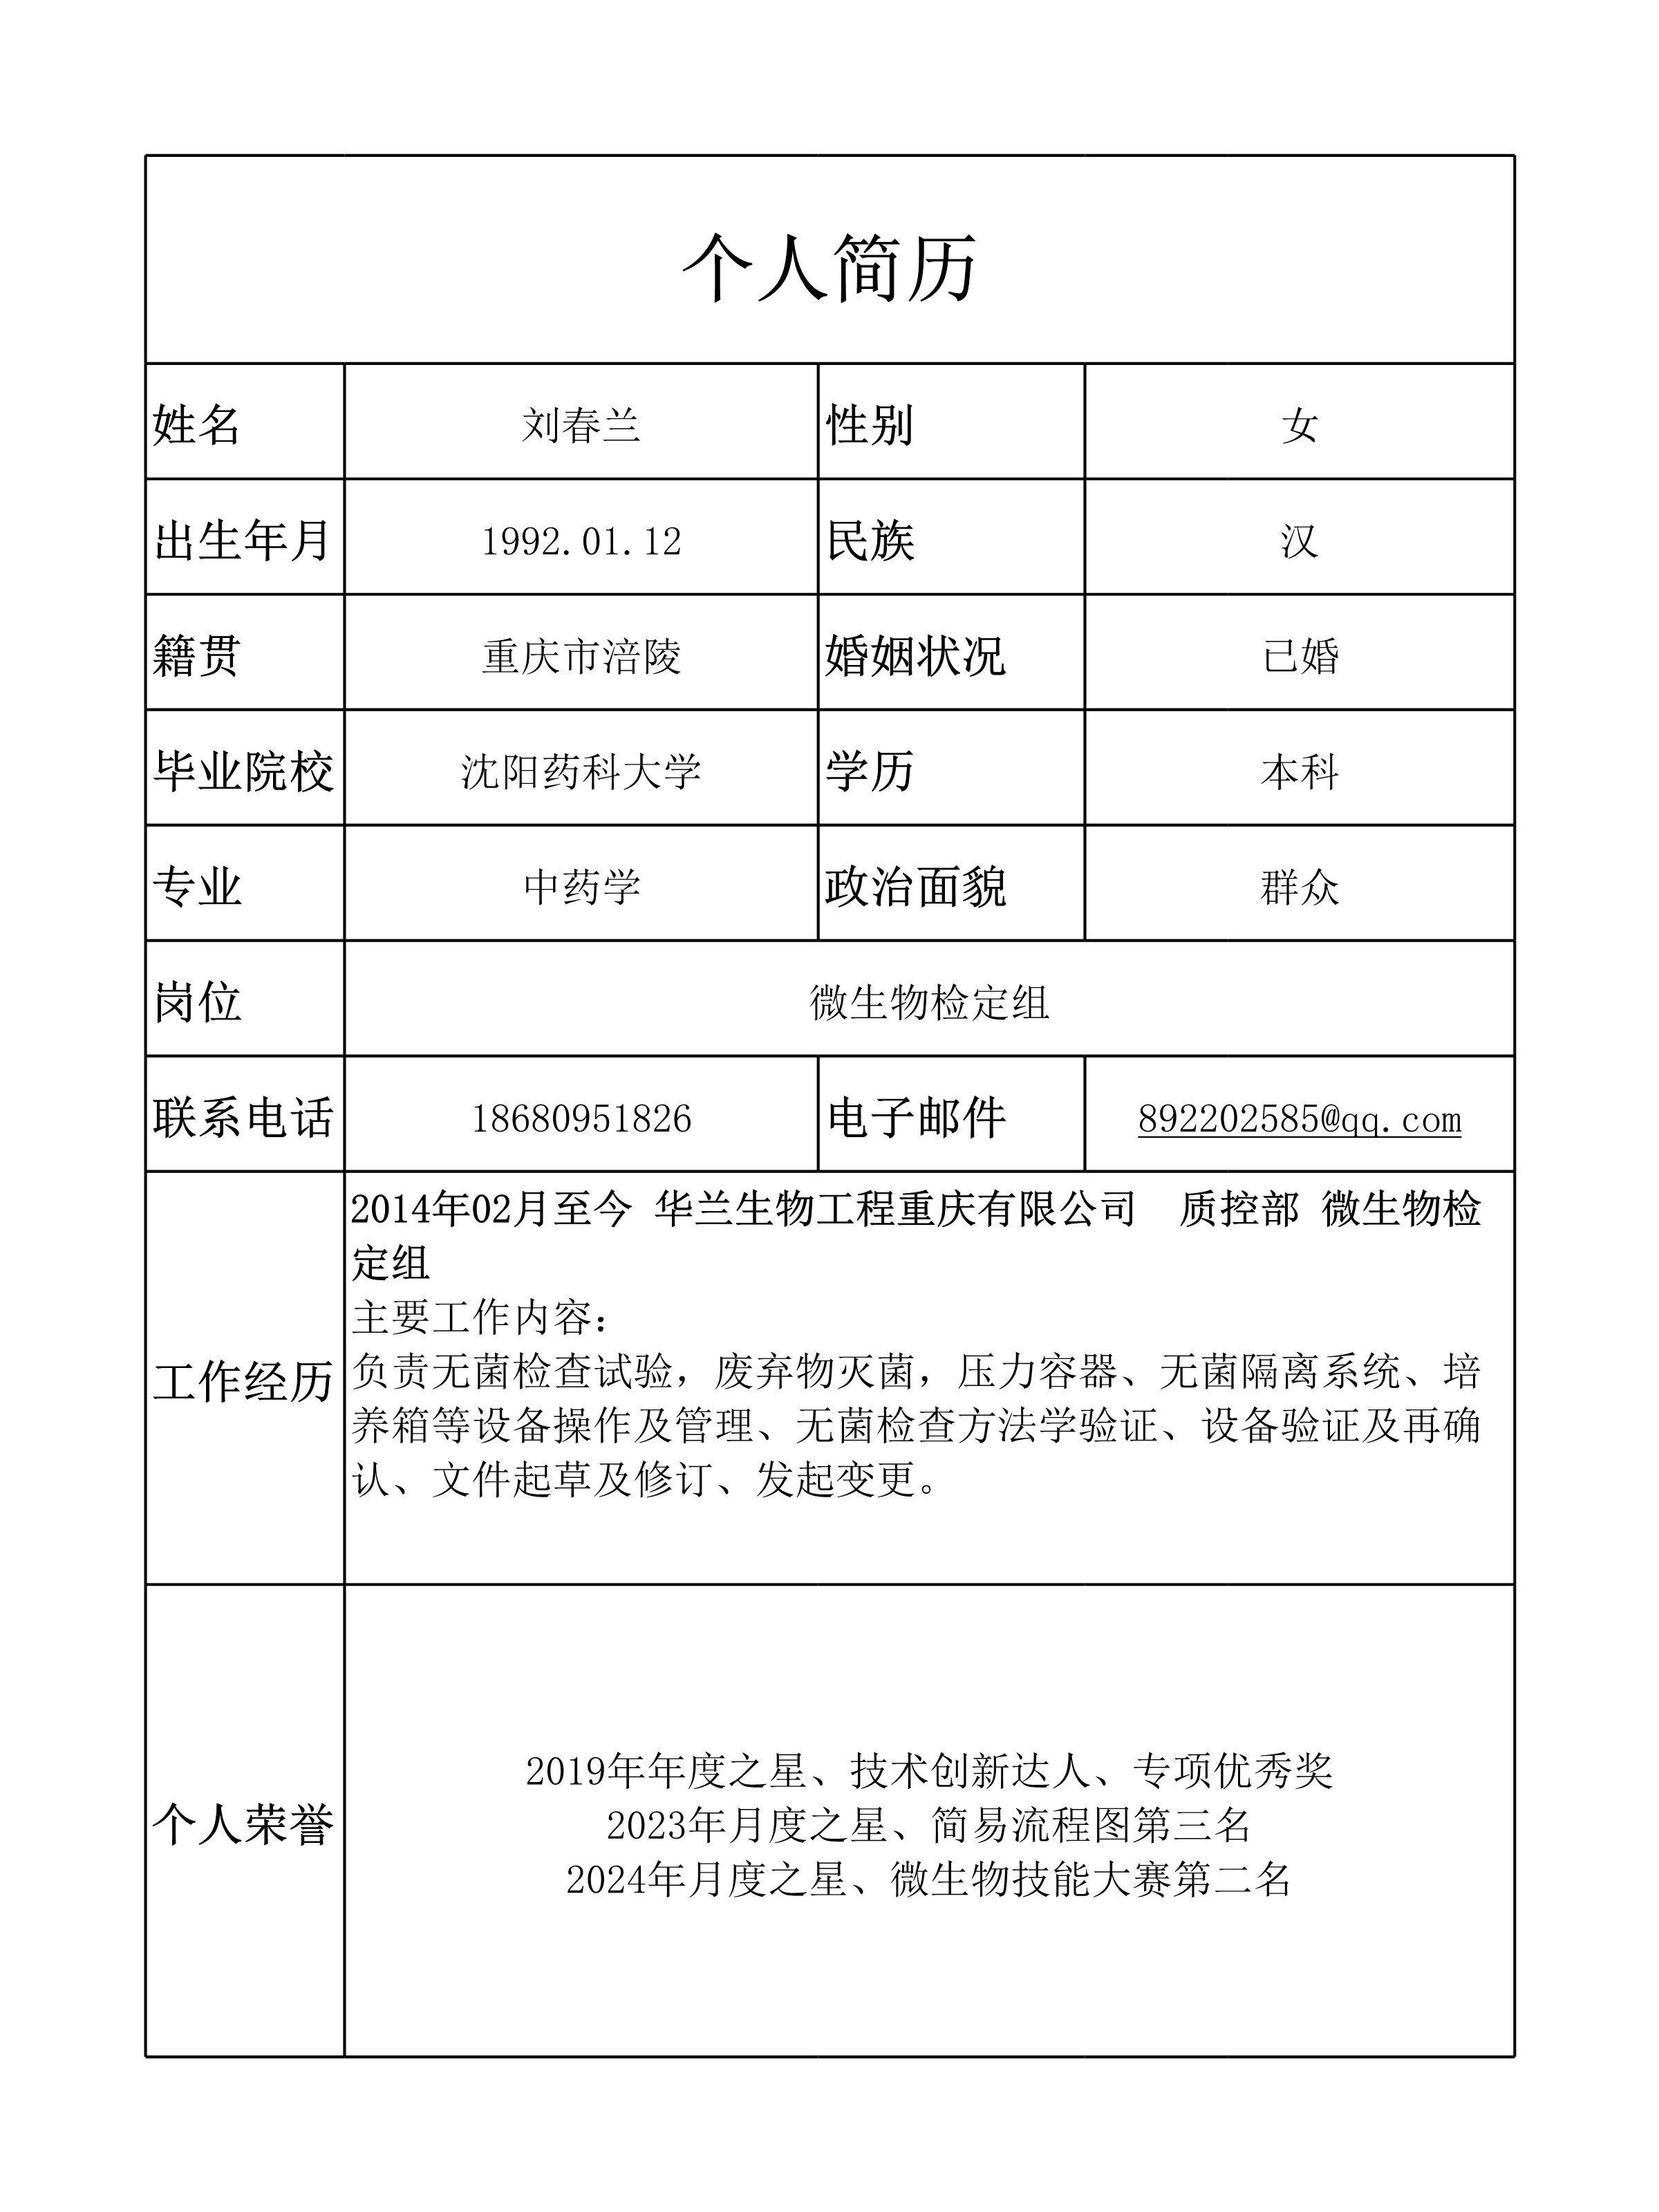 个人简历
姓名 刘春兰 性别 女
出生年月 1992.01.12 民族 汉
籍贯 重庆市涪陵 婚姻状况 已婚
毕业院校 沈阳药科大学 学历 本科
专业 中药学 政治面貌 群众
岗位 微生物检定组
联系电话 18680951826 电子邮件 892202585@qq.com
2014年02月至今 华兰生物工程重庆有限公司  质控部 微生物检
定组
主要工作内容：
工作经历 负责无菌检查试验，废弃物灭菌，压力容器、无菌隔离系统、培
养箱等设备操作及管理、无菌检查方法学验证、设备验证及再确
认、文件起草及修订、发起变更。
2019年年度之星、技术创新达人、专项优秀奖
个人荣誉 2023年月度之星、简易流程图第三名
2024年月度之星、微生物技能大赛第二名